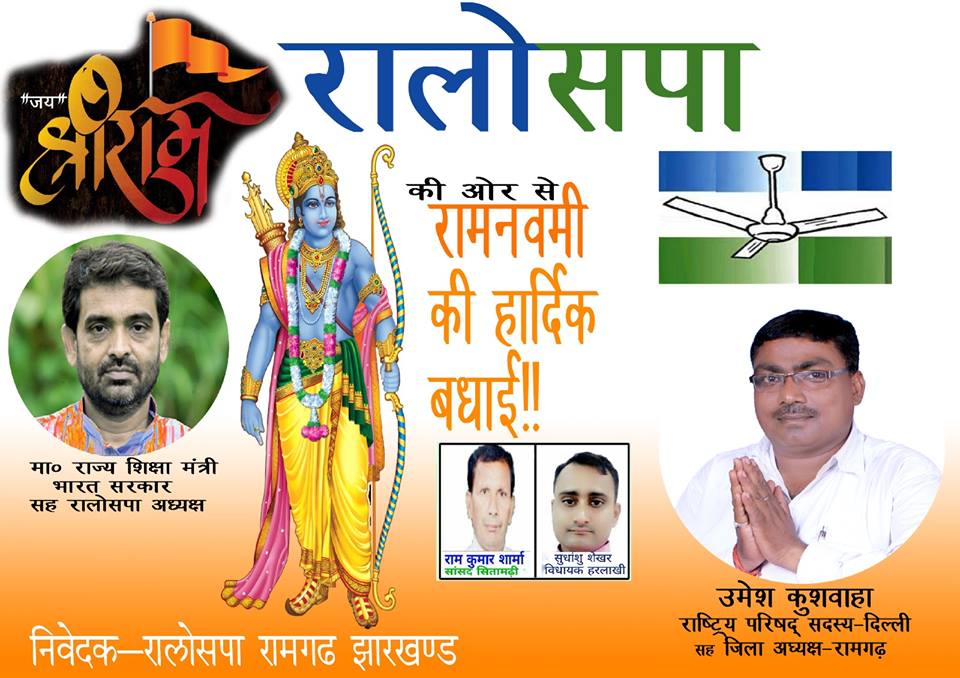 "जय"
श्रीराम
रालोसपा
की ओर से
रामनवमी
की हार्दिक
बधाई!!
मा० राज्य शिक्षा मंत्री
भारत सरकार
सह रालोसपा अध्यक्ष
राम कुमार शार्मा
सांसद सितामढ़ी
सुधांशु शेखर
विधायक हरलाखी
उमेश कुशवाहा
राष्ट्रिय परिषद् सदस्य-दिल्ली
सह जिला अध्यक्ष-रामगढ़
निवेदक–रालोसपा रामगढ झारखण्ड